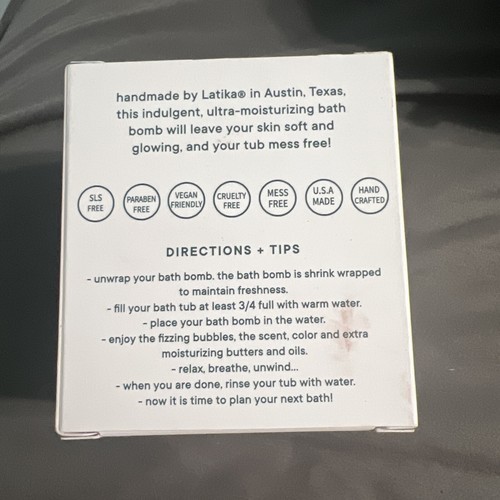 handmade by Latika® in Austin, Texas,
this indulgent, ultra-moisturizing bath
bomb will leave your skin soft and
glowing, and your tub mess free!
SLS
FREE
PARABEN
FREE
VEGAN
FRIENDLY
CRUELTY
FREE
MESS
FREE
U.S.A
MADE
HAND
CRAFTED
DIRECTIONS + TIPS
- unwrap your bath bomb. the bath bomb is shrink wrapped
to maintain freshness.
- fill your bath tub at least 3/4 full with warm water.
- place your bath bomb in the water.
- enjoy the fizzing bubbles, the scent, color and extra
moisturizing butters and oils.
- relax, breathe, unwind...
- when you are done, rinse your tub with water.
- now it is time to plan your next bath!